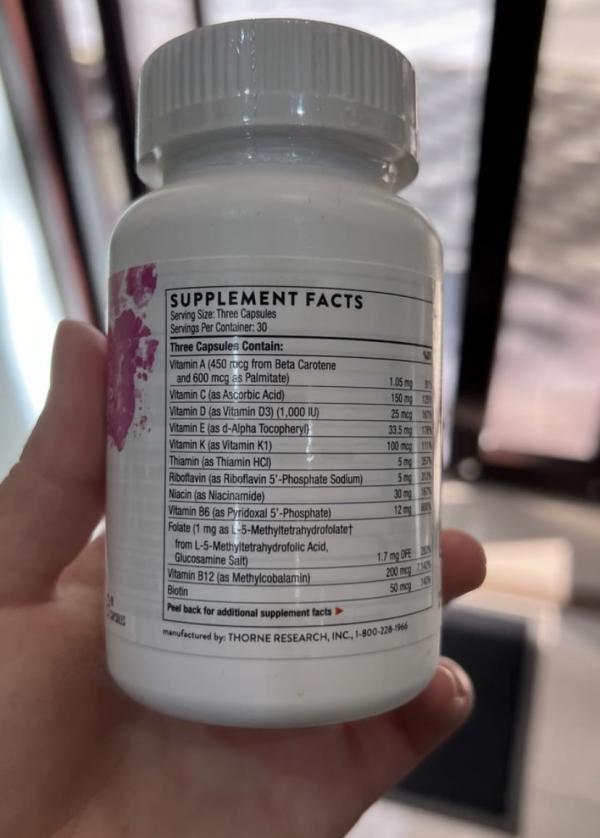 SUPPLEMENT FACTS
Serving Size: Three Capsules
Servings Per Container: 30
Three Capsules Contain: %DV
Vitamin A (450 mcg from Beta Carotene
and 600 mcg as Palmitate) 1.05 mg
Vitamin C (as Ascorbic Acid) 150 mg
Vitamin D (as Vitamin D3) (1,000 IU) 25 mcg
Vitamin E (as d-Alpha Tocopheryl) 33.5 mg
Vitamin K (as Vitamin K1) 100 mcg 111%
Thiamin (as Thiamin HCl) 5 mg
Riboflavin (as Riboflavin 5'-Phosphate Sodium) 5 mg
Niacin (as Niacinamide) 30 mg
Vitamin B6 (as Pyridoxal 5'-Phosphate) 12 mg
Folate (1 mg as L-5-Methyltetrahydrofolate†
from L-5-Methyltetrahydrofolic Acid,
Glucosamine Salt) 1.7 mg DFE
Vitamin B12 (as Methylcobalamin) 200 mcg
Biotin 50 mcg
Peel back for additional supplement facts
manufactured by: THORNE RESEARCH, INC., 1-800-228-1966
CAPSULES